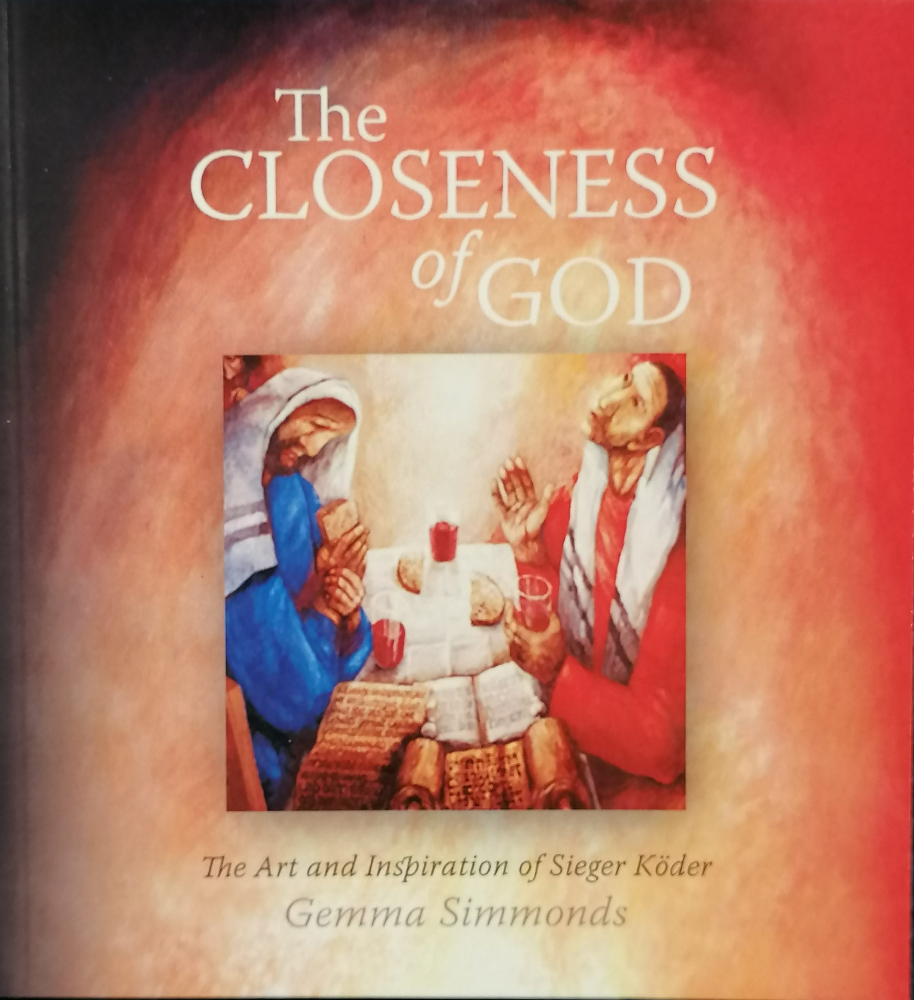 The
CLOSENESS
of GOD
The Art and Inspiration of Sieger Köder
Gemma Simmonds